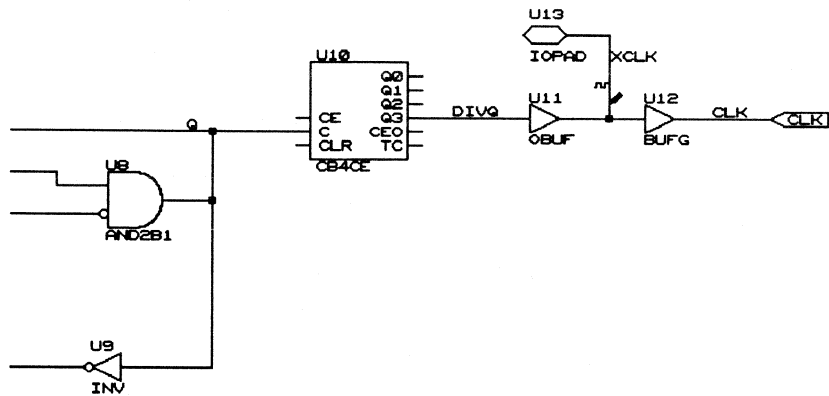 U13
IOPAD
XCLK
U10
Q0
Q1
Q2
CE
Q3
C
CEO
CLR
TC
CB4CE
Q
DIVQ
U11
OBUF
U12
BUFG
CLK
CLK
U8
AND2B1
U9
INV